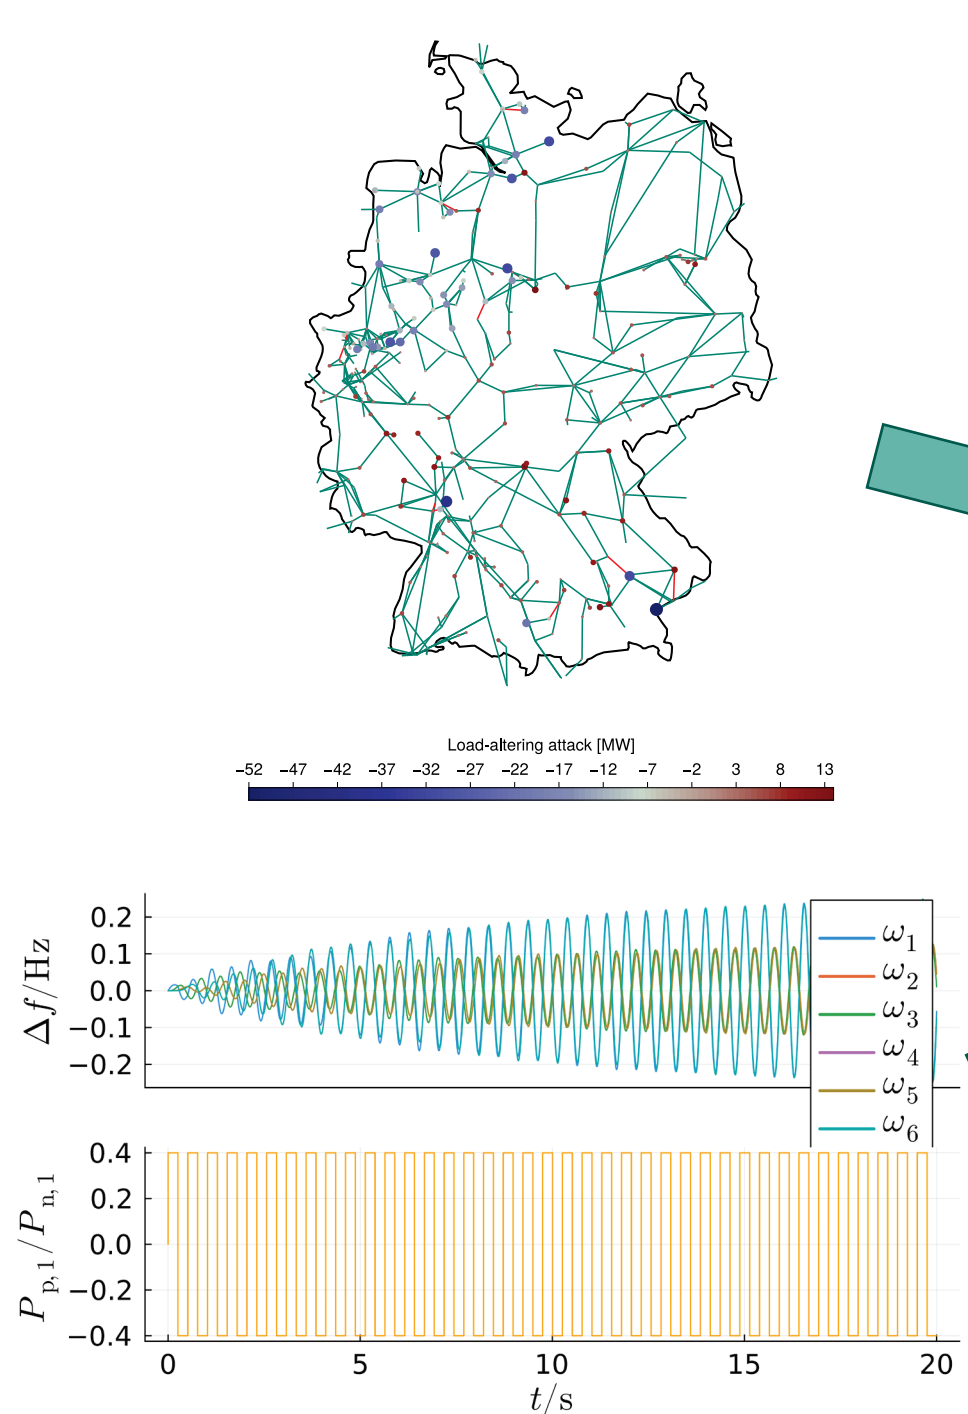 Load-altering attack [MW]
−52 −47 −42 −37 −32 −27 −22 −17 −12 −7 −2 3 8 13
Δf/Hz
0.2
0.1
0.0
−0.1
−0.2
ω₁
ω₂
ω₃
ω₄
ω₅
ω₆
P_{p,1}/P_{n,1}
0.4
0.2
0.0
−0.2
−0.4
0 5 10 15 20
t/s